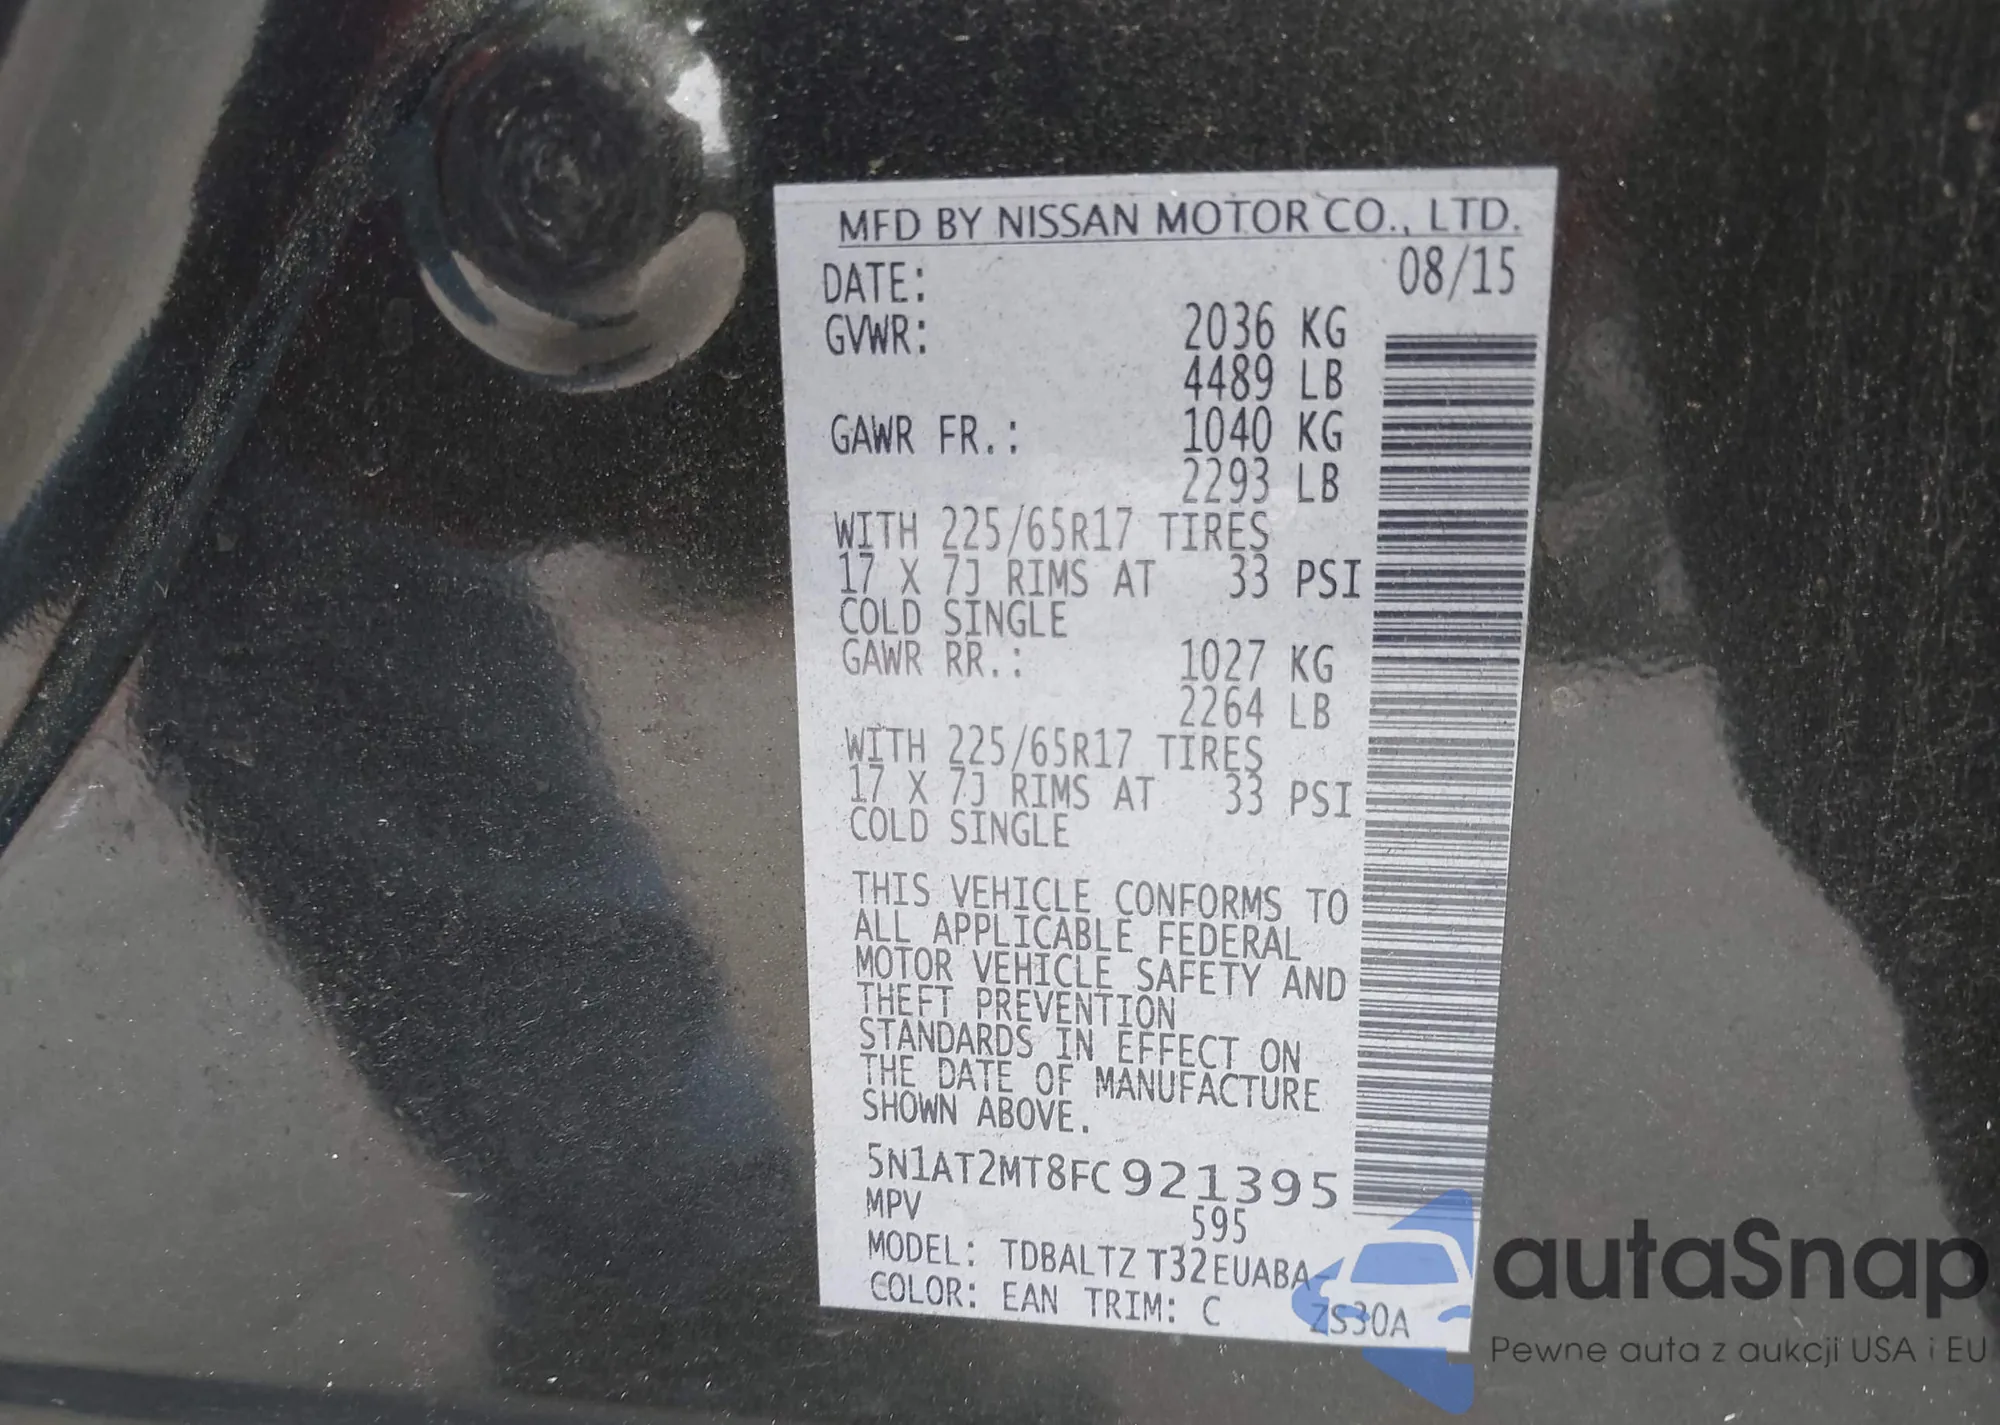 MFD BY NISSAN MOTOR CO., LTD.
DATE: 08/15
GVWR: 2036 KG
4489 LB
GAWR FR.: 1040 KG
2293 LB
WITH 225/65R17 TIRES
17 X 7J RIMS AT 33 PSI
COLD SINGLE
GAWR RR.: 1027 KG
2264 LB
WITH 225/65R17 TIRES
17 X 7J RIMS AT 33 PSI
COLD SINGLE
THIS VEHICLE CONFORMS TO
ALL APPLICABLE FEDERAL
MOTOR VEHICLE SAFETY AND
THEFT PREVENTION
STANDARDS IN EFFECT ON
THE DATE OF MANUFACTURE
SHOWN ABOVE.
5N1AT2MT8FC921395
MPV 595
MODEL: TDBALTZ T32EUABA-
COLOR: EAN TRIM: C ZS30A
autaSnap
Pewne auta z aukcji USA i EU